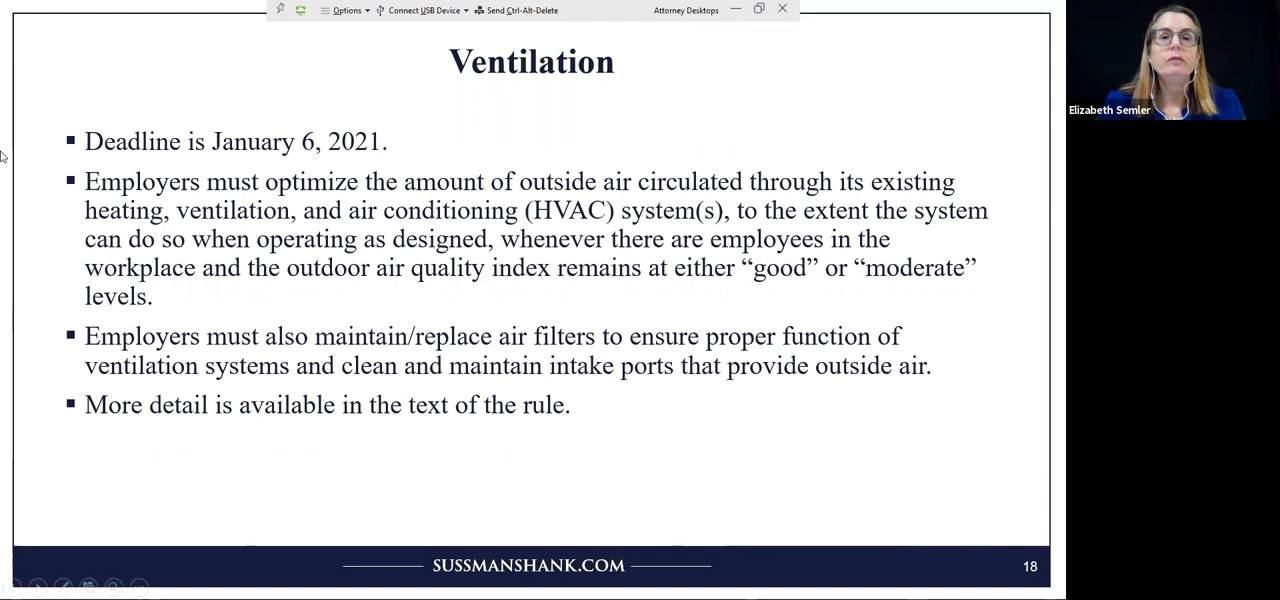 Options
Connect USB Device
Send Ctrl-Alt-Delete
Attorney Desktops
Ventilation
Elizabeth Semler
▪ Deadline is January 6, 2021.
▪ Employers must optimize the amount of outside air circulated through its existing
heating, ventilation, and air conditioning (HVAC) system(s), to the extent the system
can do so when operating as designed, whenever there are employees in the
workplace and the outdoor air quality index remains at either “good” or “moderate”
levels.
▪ Employers must also maintain/replace air filters to ensure proper function of
ventilation systems and clean and maintain intake ports that provide outside air.
▪ More detail is available in the text of the rule.
SUSSMANSHANK.COM
18